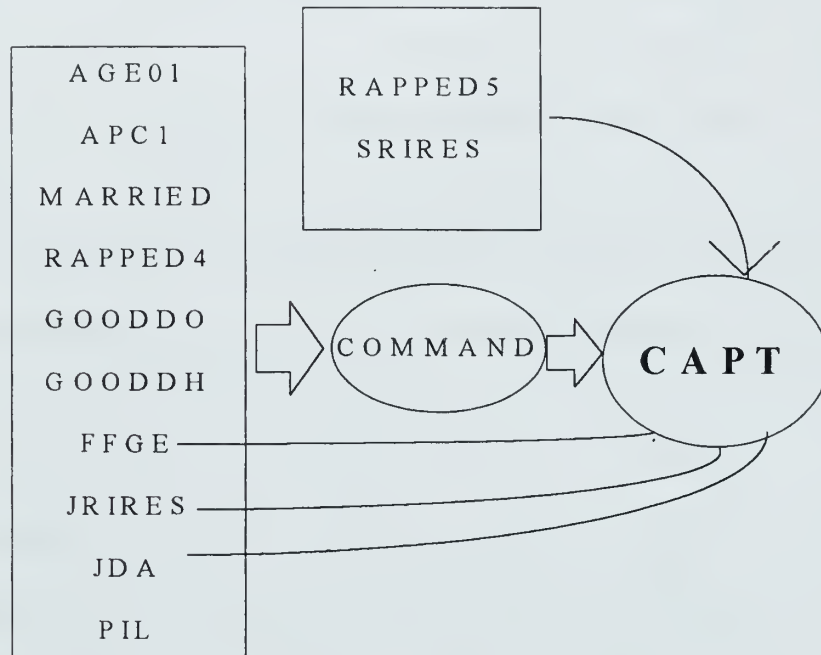 AGE01
APC1
MARRIED
RAPPED4
GOODDO
GOODDH
FFGE
JRIRES
JDA
PIL
RAPPED5
SRIRES
COMMAND
CAPT